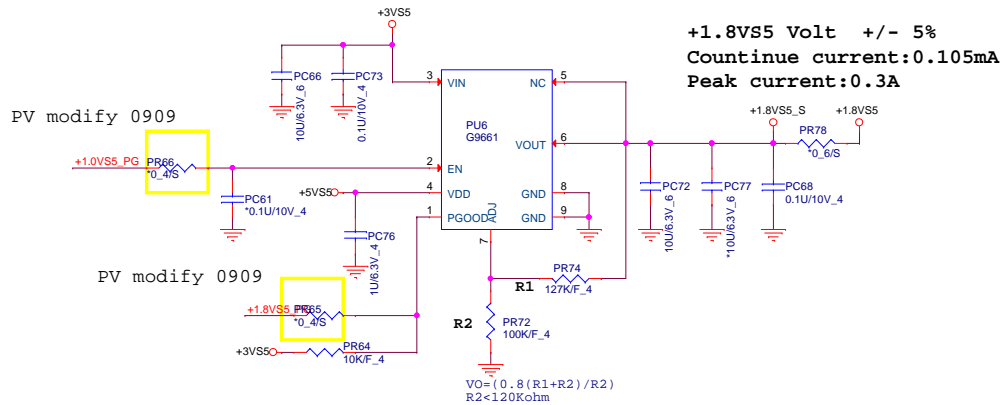 +3VS5
+1.8VS5 Volt +/- 5%
Countinue current:0.105mA
Peak current:0.3A
PC66
10U/6.3V_6
PC73
0.1U/10V_4
3
VIN
NC
5
PU6
G9661
+1.8VS5_S
+1.8VS5
PV modify 0909
6
VOUT
PR78
*0_6/S
+1.0VS5_PG
PR66
*0_4/S
2
EN
PC61
*0.1U/10V_4
+5VS5
4
VDD
GND
8
PC72
10U/6.3V_6
PC77
*10U/6.3V_6
PC68
0.1U/10V_4
1
PGOOD
ADJ
GND
9
PC76
1U/6.3V_4
7
PV modify 0909
R1
PR74
127K/F_4
+1.8VS5_PG
PR65
*0_4/S
R2
PR72
100K/F_4
+3VS5
PR64
10K/F_4
VO=(0.8(R1+R2)/R2)
R2<120Kohm